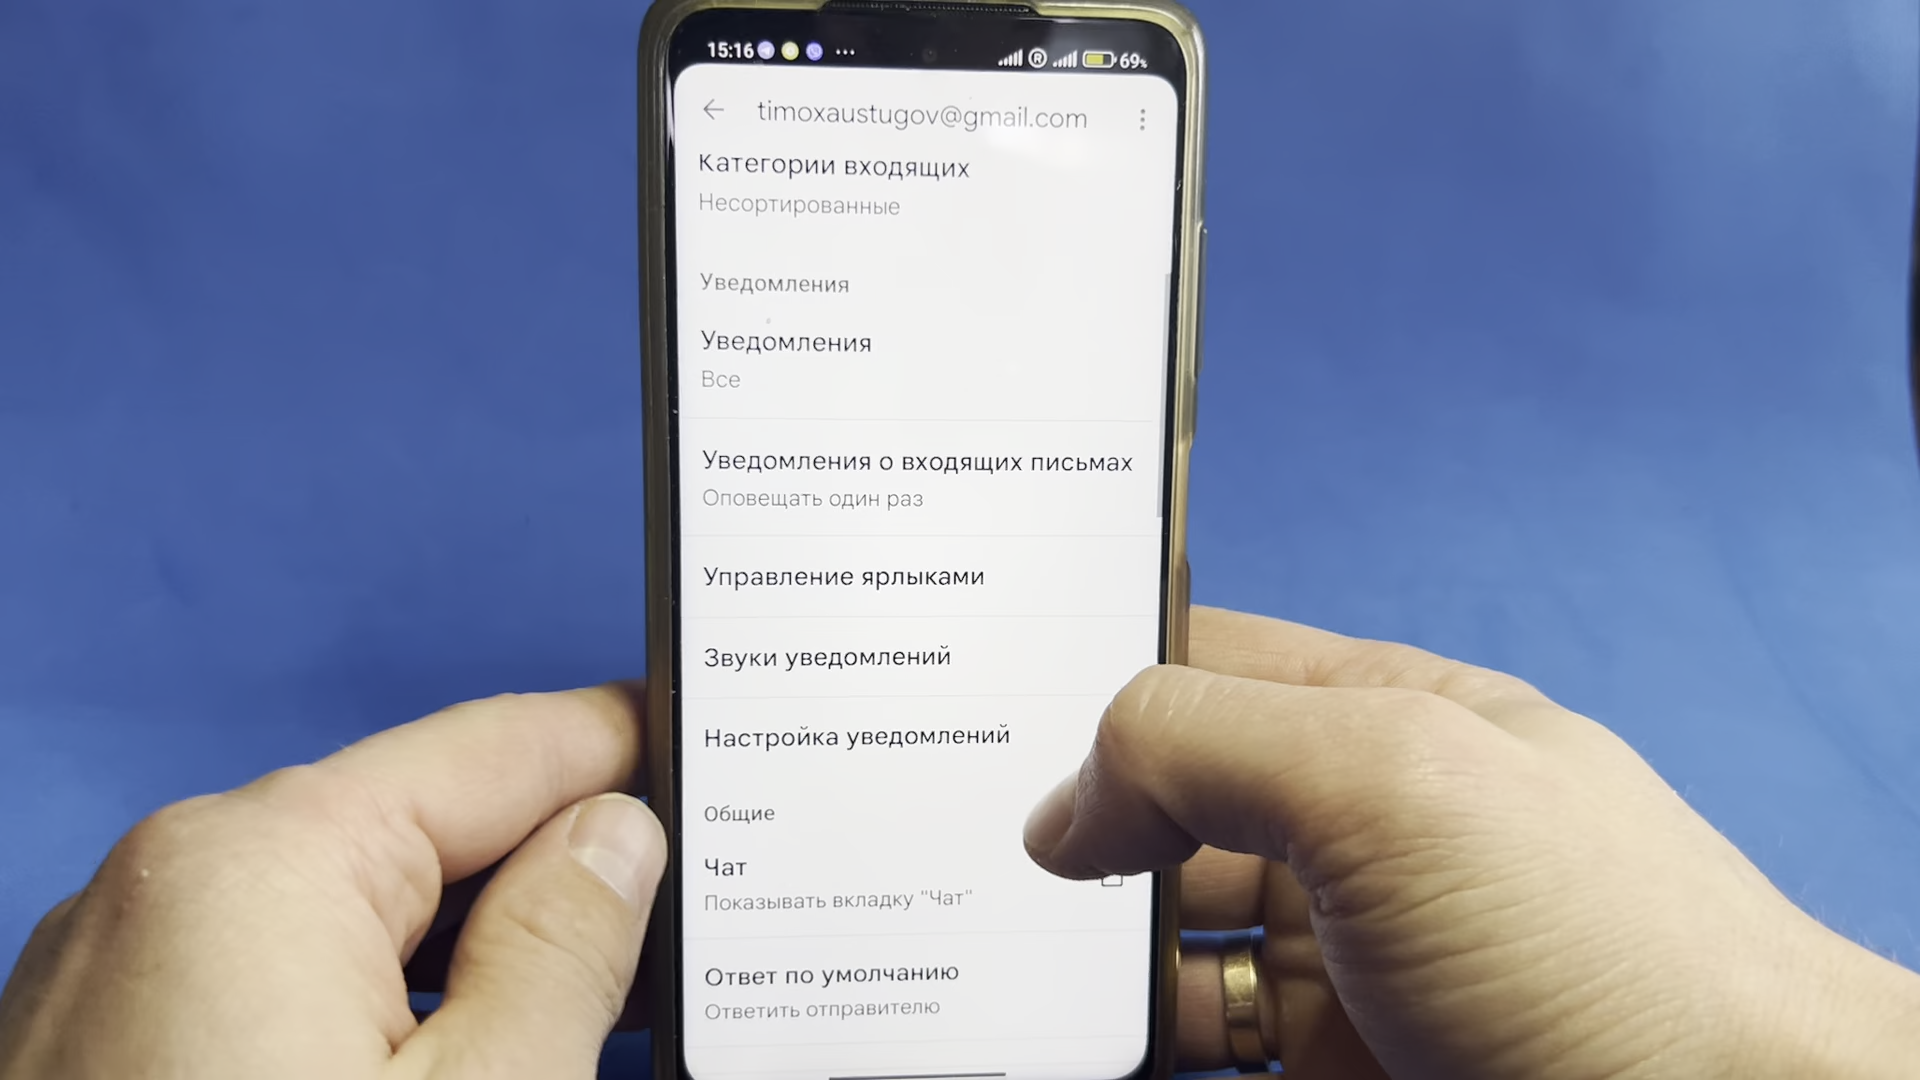 15:16 ... ® 69%
timoxaustugov@gmail.com
Категории входящих
Несортированные
Уведомления
Уведомления
Все
Уведомления о входящих письмах
Оповещать один раз
Управление ярлыками
Звуки уведомлений
Настройка уведомлений
Общие
Чат
Показывать вкладку "Чат"
Ответ по умолчанию
Ответить отправителю